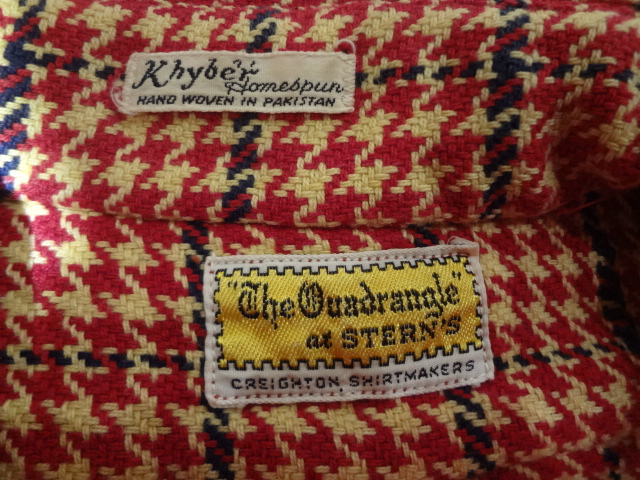 Khyber
Homespun
HAND WOVEN IN PAKISTAN
"The Quadrangle"
at STERN'S
CREIGHTON, SHIRTMAKERS